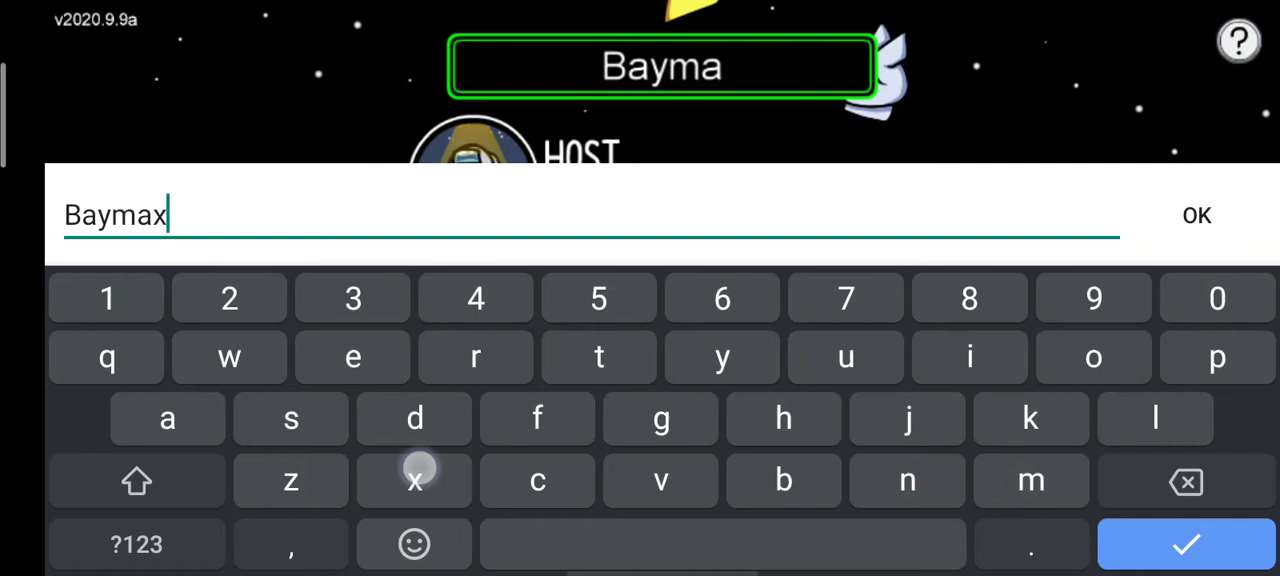 v2020.9.9a
?
Bayma
HOST
Baymax
OK
1 2 3 4 5 6 7 8 9 0
q w e r t y u i o p
a s d f g h j k l
z x c v b n m
?123 , .